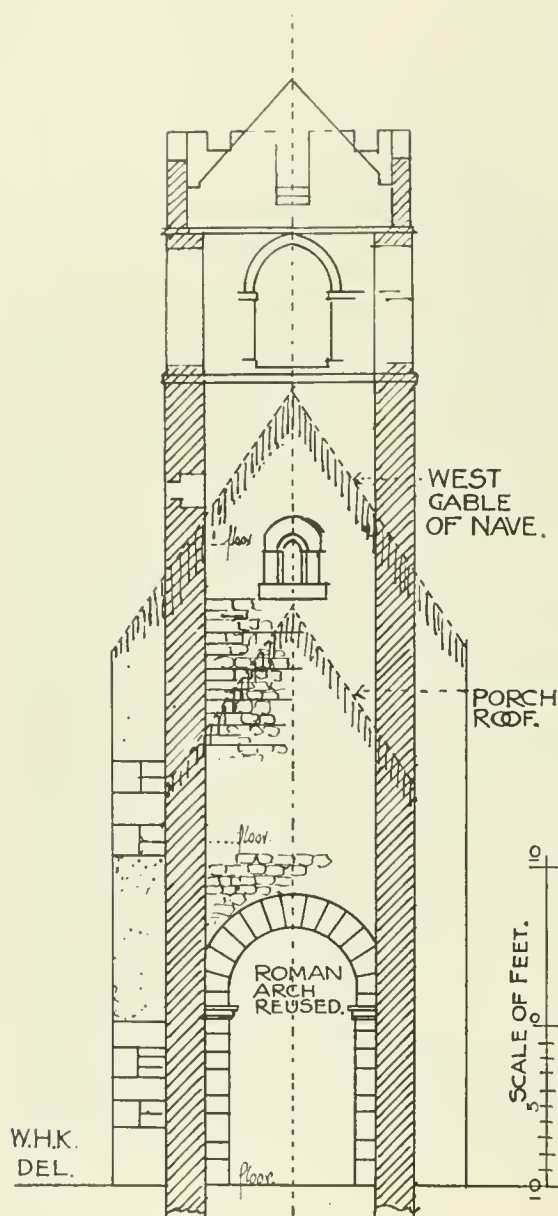 WEST
GABLE
OF NAVE.
floor
PORCH
ROOF.
floor.
10
ROMAN
ARCH
REUSED.
SCALE OF FEET.
0
5
10
W.H.K.
DEL.
floor.